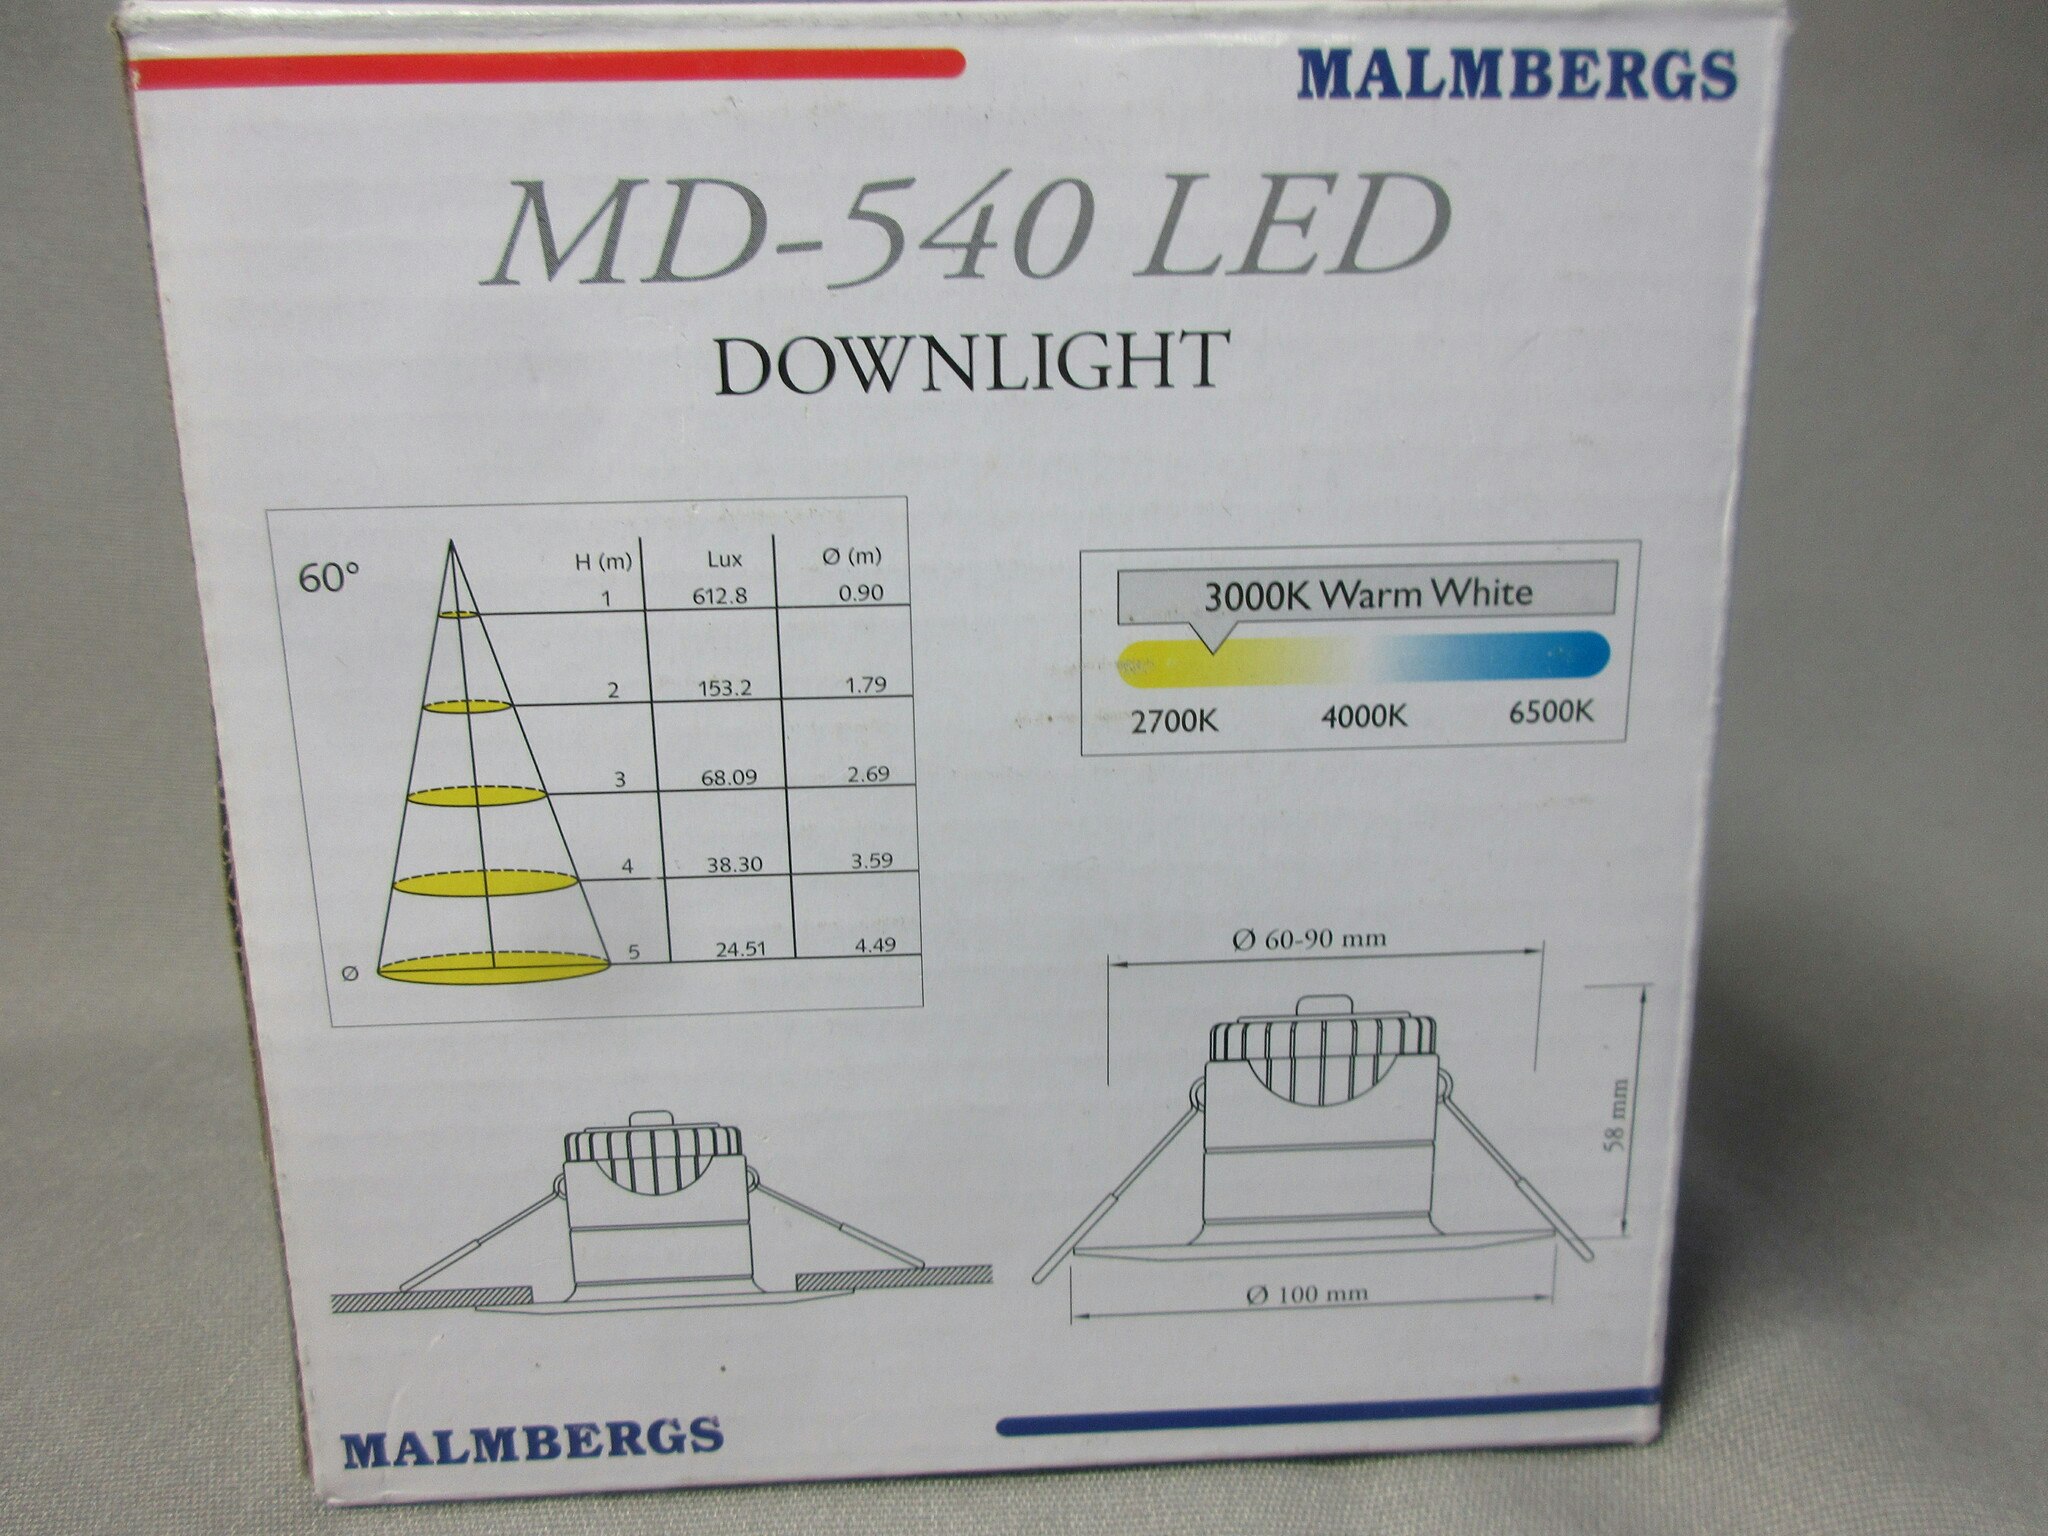 MALMBERGS
MD-540 LED
DOWNLIGHT
60°
H (m) Lux Ø (m)
1 612.8 0.90
2 153.2 1.79
3 68.09 2.69
4 38.30 3.59
5 24.51 4.49
Ø
3000K Warm White
2700K 4000K 6500K
Ø 60-90 mm
58 mm
Ø 100 mm
MALMBERGS